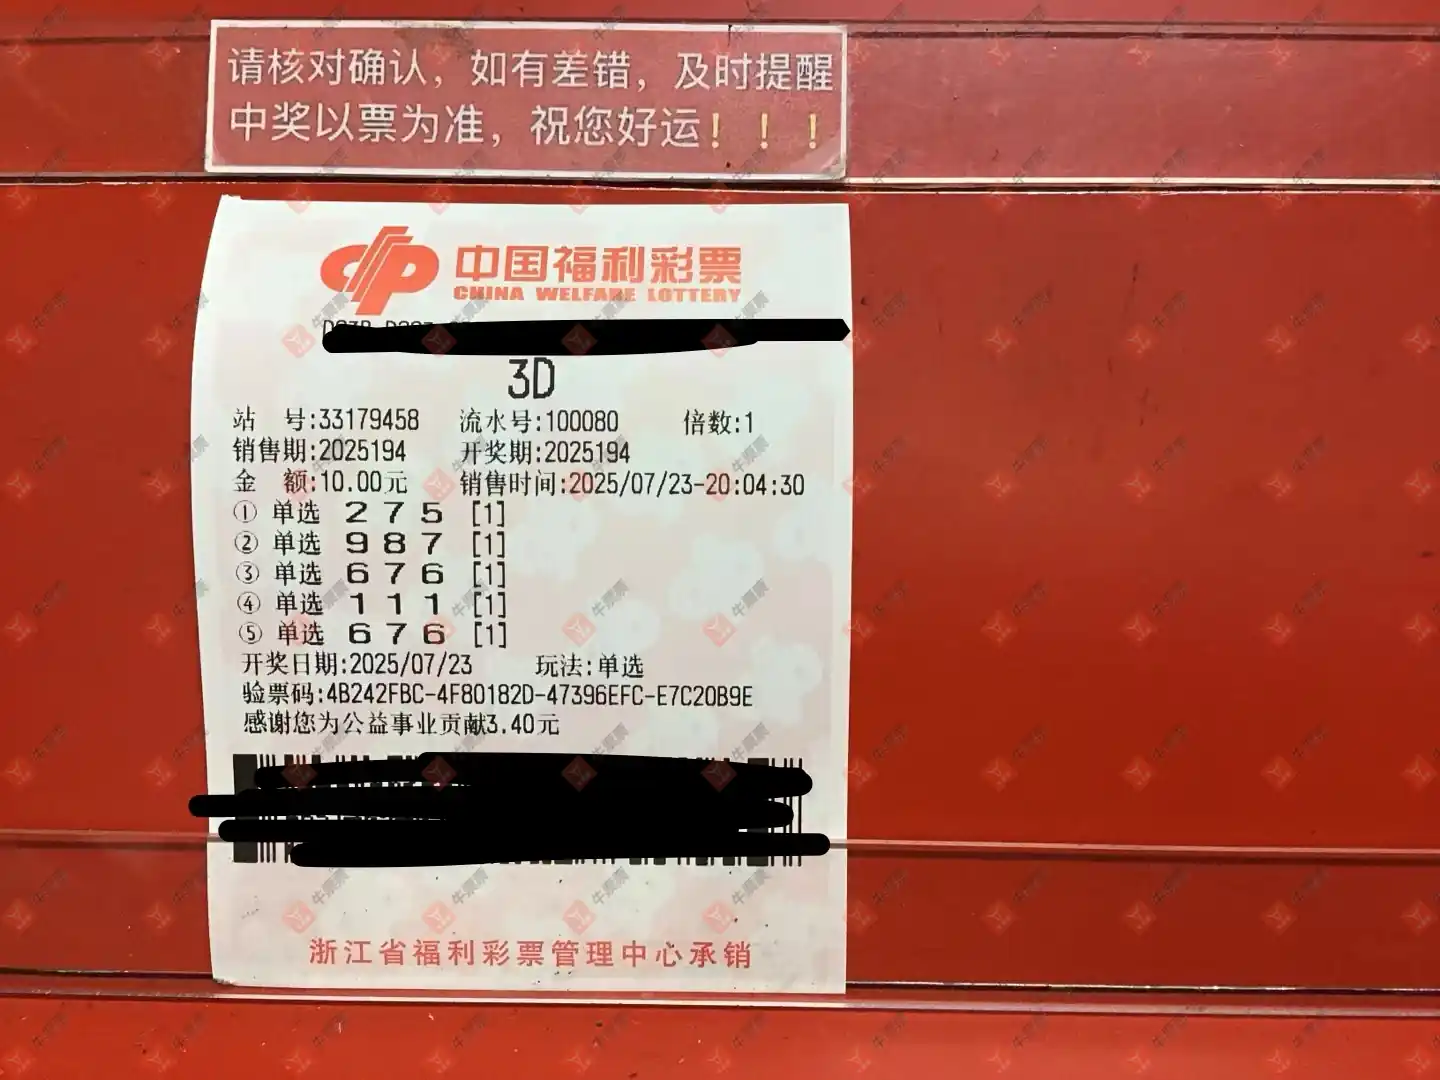 请核对确认，如有差错，及时提醒
中奖以票为准，祝您好运！！！
中国福利彩票
CHINA WELFARE LOTTERY
3D
站 号:33179458 流水号:100080 倍数:1
销售期:2025194 开奖期:2025194
金 额:10.00元 销售时间:2025/07/23-20:04:30
① 单选 2 7 5 [1]
② 单选 9 8 7 [1]
③ 单选 6 7 6 [1]
④ 单选 1 1 1 [1]
⑤ 单选 6 7 6 [1]
开奖日期:2025/07/23 玩法:单选
验票码:4B242FBC-4F80182D-47396EFC-E7C20B9E
感谢您为公益事业贡献3.40元
浙江省福利彩票管理中心承销